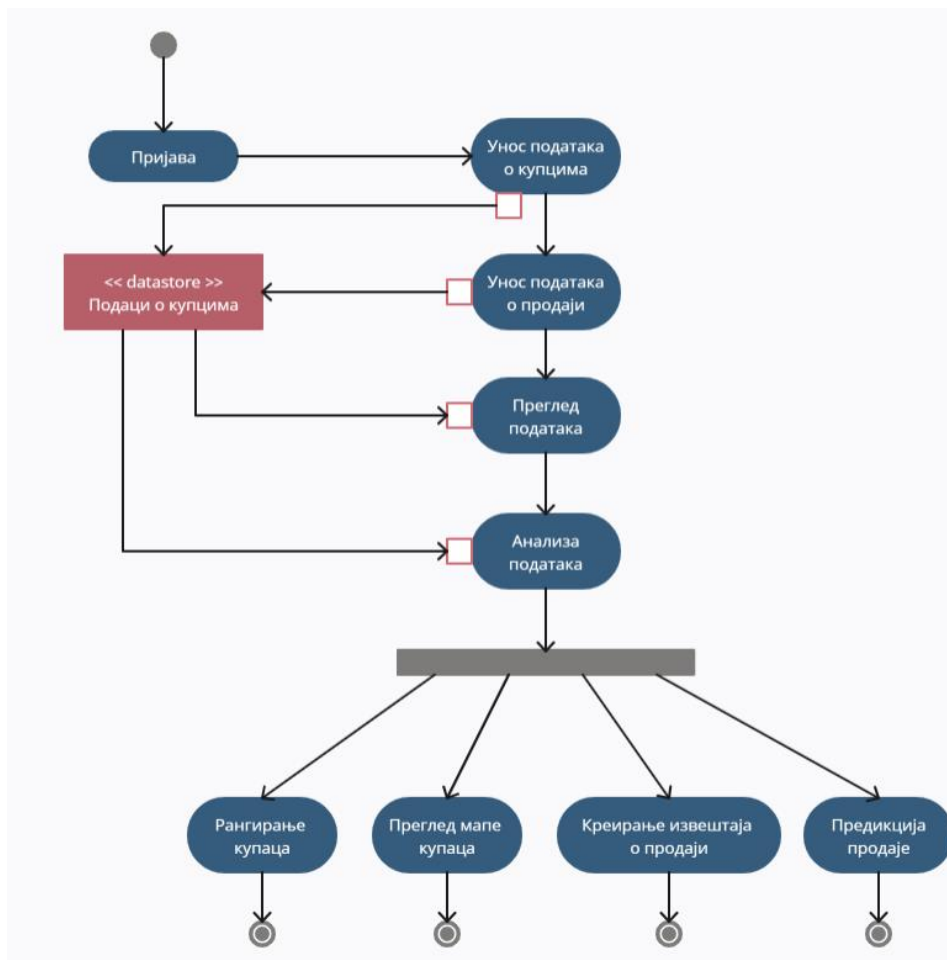 Пријава
Унос података
о купцима
<< datastore >>
Подаци о купцима
Унос података
о продаји
Преглед
података
Анализа
података
Рангирање
купаца
Преглед мапе
купаца
Креирање извештаја
о продаји
Предикција
продаје